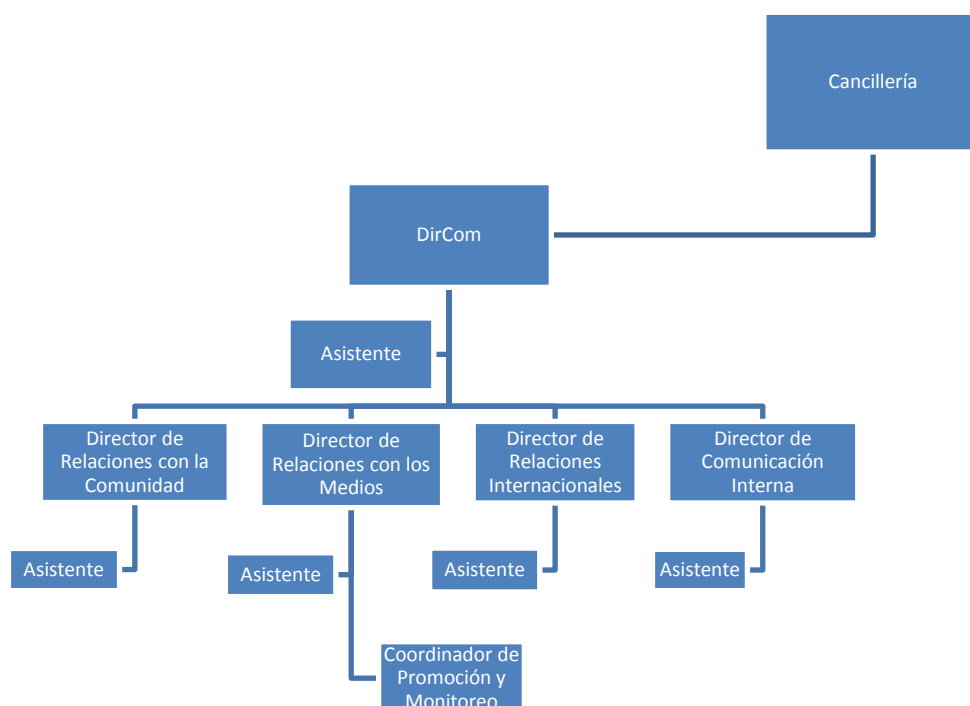 Cancillería
DirCom
Asistente
Director de
Relaciones con la
Comunidad
Director de
Relaciones con los
Medios
Director de
Relaciones
Internacionales
Director de
Comunicación
Interna
Asistente
Asistente
Asistente
Asistente
Coordinador de
Promoción y
Monitoreo